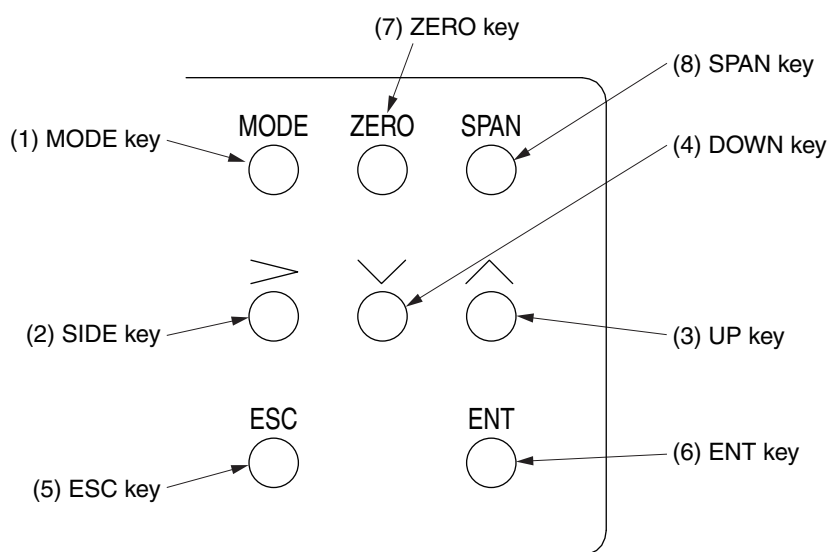 (7) ZERO key
(8) SPAN key
(1) MODE key
MODE ZERO SPAN
(4) DOWN key
(2) SIDE key
(3) UP key
ESC ENT
(5) ESC key
(6) ENT key